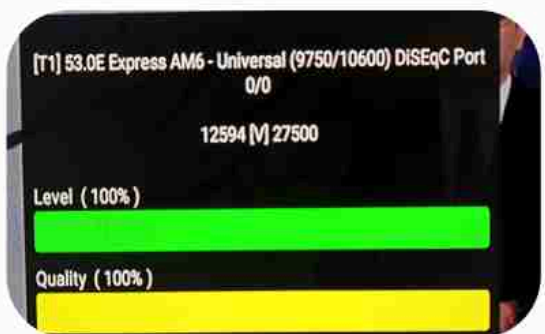 [T1] 53.0E Express AM6 - Universal (9750/10600) DiSEqC Port
0/0
12594 [V] 27500
Level ( 100% )
Quality ( 100% )